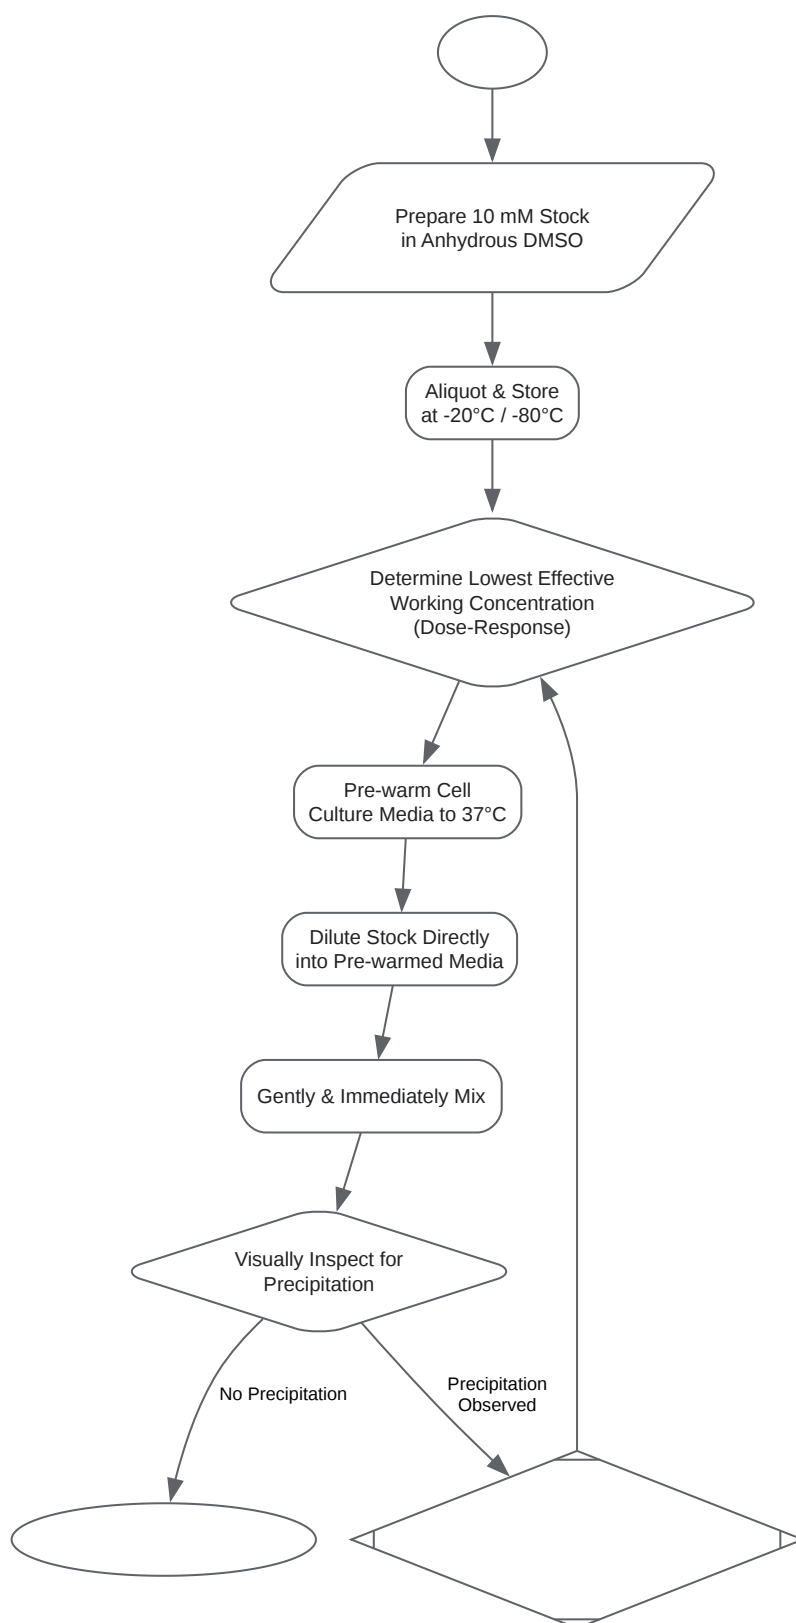 Prepare 10 mM Stock
in Anhydrous DMSO
Aliquot & Store
at -20°C / -80°C
Determine Lowest Effective
Working Concentration
(Dose-Response)
Pre-warm Cell
Culture Media to 37°C
Dilute Stock Directly
into Pre-warmed Media
Gently & Immediately Mix
Visually Inspect for
Precipitation
No Precipitation
Precipitation
Observed